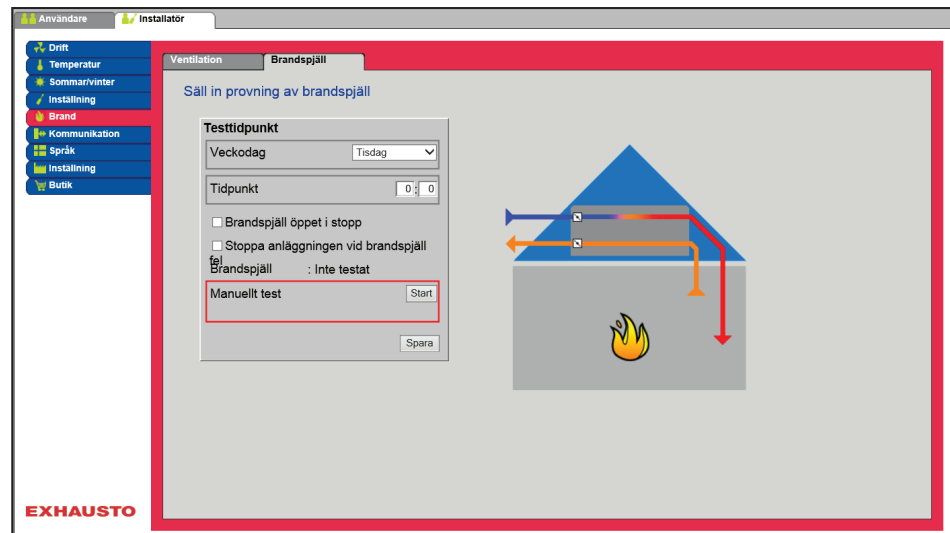 Användare
Installatör
Drift
Temperatur
Sommar/vinter
Inställning
Brand
Kommunikation
Språk
Inställning
Butik
Ventilation
Brandspjäll
Säll in provning av brandspjäll
Testtidpunkt
Veckodag Tisdag
Tidpunkt 0 : 0
Brandspjäll öppet i stopp
Stoppa anläggningen vid brandspjäll
fel
Brandspjäll : Inte testat
Manuellt test Start
Spara
EXHAUSTO